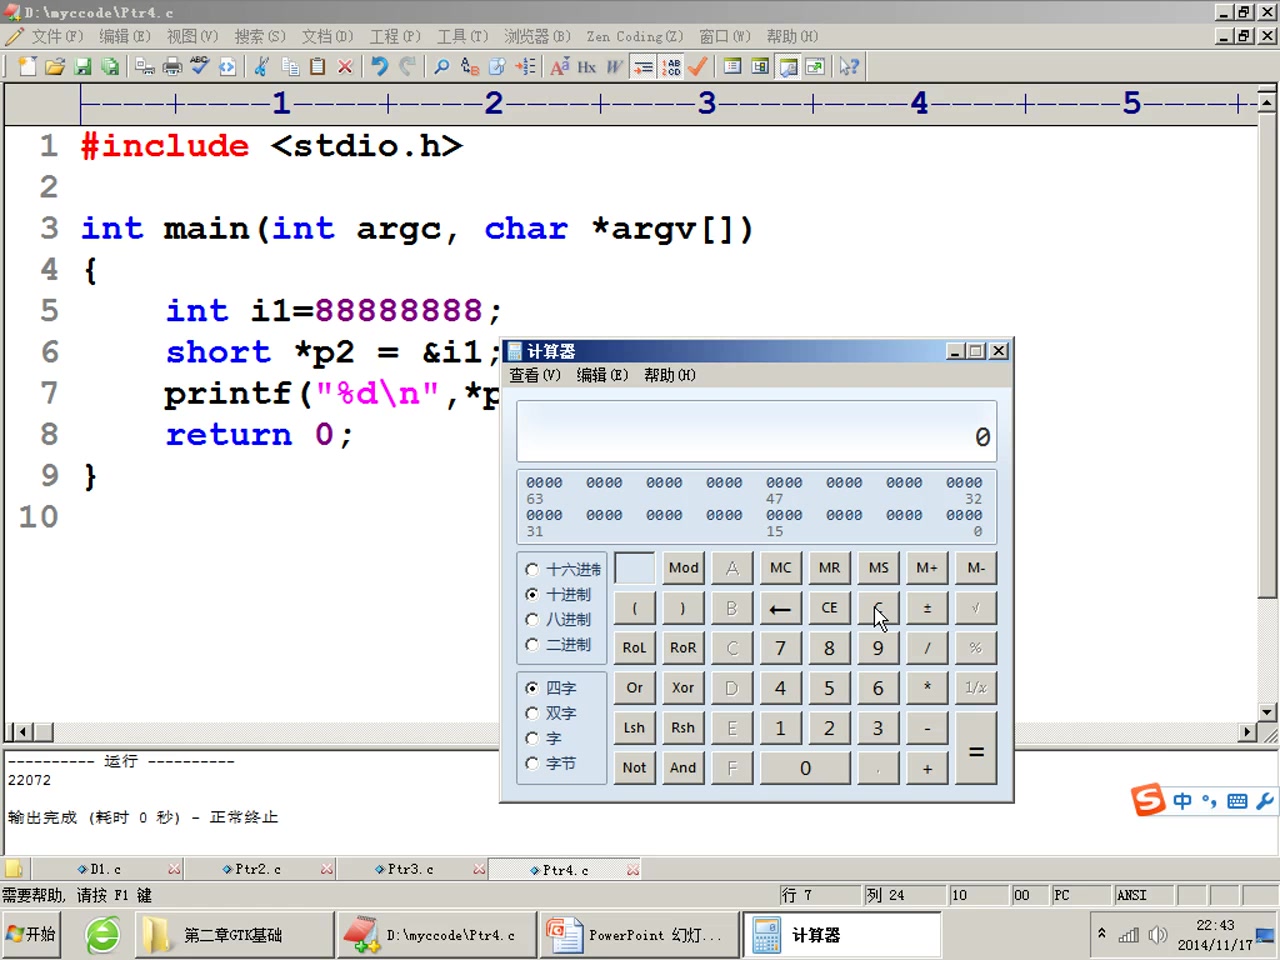 D:\myccode\Ptr4.c
文件(F) 编辑(E) 视图(V) 搜索(S) 文档(D) 工程(P) 工具(T) 浏览器(B) Zen Coding(Z) 窗口(W) 帮助(H)
1 2 3 4 5
1 #include <stdio.h>
2
3 int main(int argc, char *argv[])
4 {
5 int i1=88888888;
6 short *p2 = &i1;
7 printf("%d\n",*p
8 return 0;
9 }
10
计算器
查看(V) 编辑(E) 帮助(H)
0
0000 0000 0000 0000 0000 0000 0000 0000
63 47 32
0000 0000 0000 0000 0000 0000 0000 0000
31 15 0
十六进制 Mod A MC MR MS M+ M-
十进制 ( ) B ← CE C ± √
八进制
二进制 RoL RoR C 7 8 9 / %
四字 Or Xor D 4 5 6 * 1/x
双字
字 Lsh Rsh E 1 2 3 - =
字节 Not And F 0 . +
---------- 运行 ----------
22072
输出完成 (耗时 0 秒) - 正常终止
S 中
D1.c Ptr2.c Ptr3.c Ptr4.c
需要帮助, 请按 F1 键 行 7 列 24 10 00 PC ANSI
开始 第二章GTK基础 D:\myccode\Ptr4.c PowerPoint 幻灯... 计算器 22:43
2014/11/17